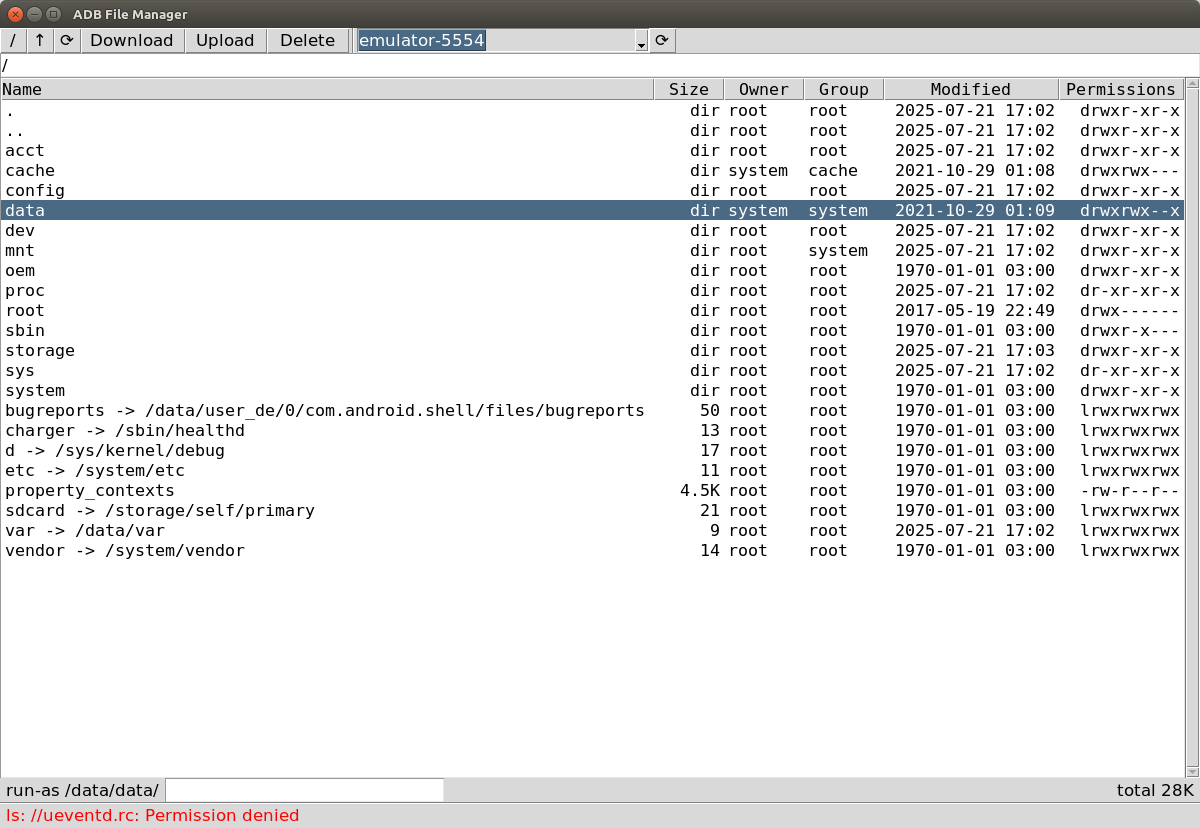 ADB File Manager
/ ↑ ⟳ Download Upload Delete emulator-5554 ⟳
/
Name Size Owner Group Modified Permissions
. dir root root 2025-07-21 17:02 drwxr-xr-x
.. dir root root 2025-07-21 17:02 drwxr-xr-x
acct dir root root 2025-07-21 17:02 drwxr-xr-x
cache dir system cache 2021-10-29 01:08 drwxrwx---
config dir root root 2025-07-21 17:02 drwxr-xr-x
data dir system system 2021-10-29 01:09 drwxrwx--x
dev dir root root 2025-07-21 17:02 drwxr-xr-x
mnt dir root system 2025-07-21 17:02 drwxr-xr-x
oem dir root root 1970-01-01 03:00 drwxr-xr-x
proc dir root root 2025-07-21 17:02 dr-xr-xr-x
root dir root root 2017-05-19 22:49 drwx------
sbin dir root root 1970-01-01 03:00 drwxr-x---
storage dir root root 2025-07-21 17:03 drwxr-xr-x
sys dir root root 2025-07-21 17:02 dr-xr-xr-x
system dir root root 1970-01-01 03:00 drwxr-xr-x
bugreports -> /data/user_de/0/com.android.shell/files/bugreports 50 root root 1970-01-01 03:00 lrwxrwxrwx
charger -> /sbin/healthd 13 root root 1970-01-01 03:00 lrwxrwxrwx
d -> /sys/kernel/debug 17 root root 1970-01-01 03:00 lrwxrwxrwx
etc -> /system/etc 11 root root 1970-01-01 03:00 lrwxrwxrwx
property_contexts 4.5K root root 1970-01-01 03:00 -rw-r--r--
sdcard -> /storage/self/primary 21 root root 1970-01-01 03:00 lrwxrwxrwx
var -> /data/var 9 root root 2025-07-21 17:02 lrwxrwxrwx
vendor -> /system/vendor 14 root root 1970-01-01 03:00 lrwxrwxrwx
run-as /data/data/ total 28K
ls: //ueventd.rc: Permission denied